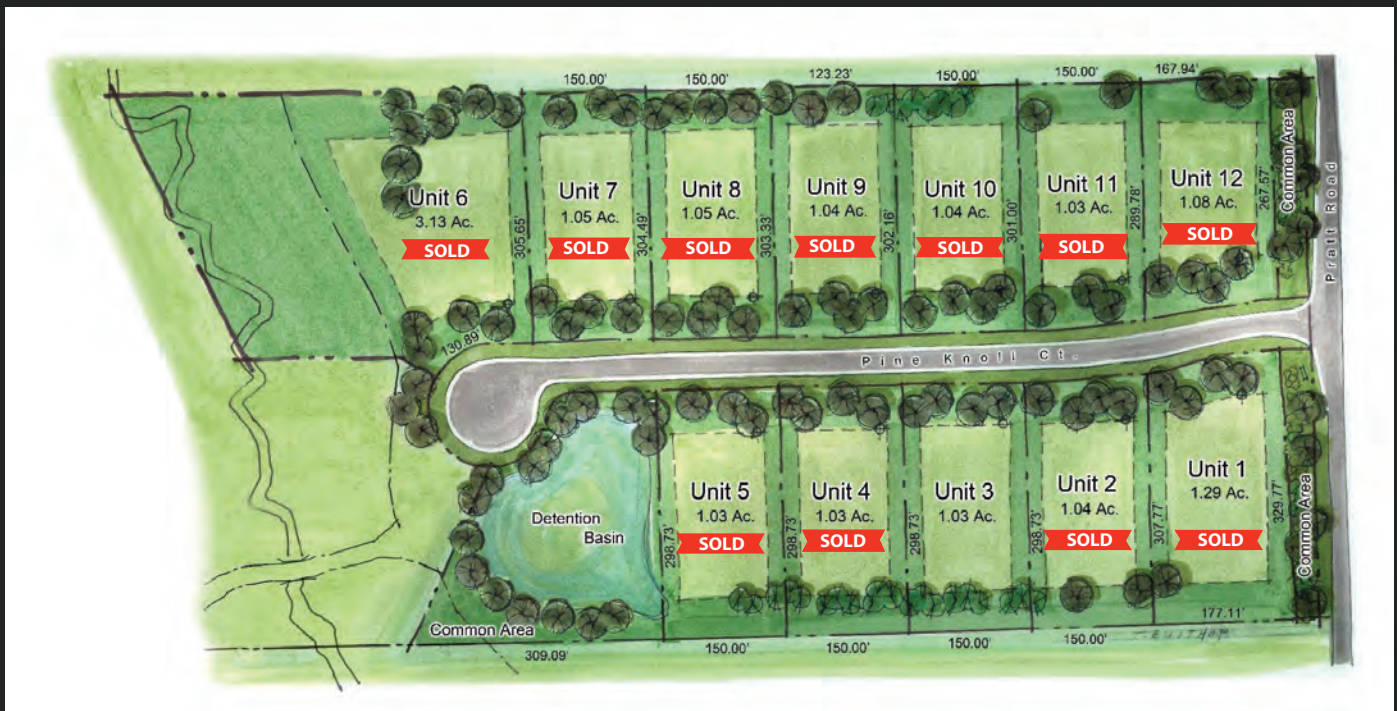 150.00'
150.00'
123.23'
150.00'
150.00'
167.94'
Common Area
Pratt Road
Unit 6
3.13 Ac.
SOLD
305.65'
Unit 7
1.05 Ac.
SOLD
304.49'
Unit 8
1.05 Ac.
SOLD
303.33'
Unit 9
1.04 Ac.
SOLD
302.16'
Unit 10
1.04 Ac.
SOLD
301.00'
Unit 11
1.03 Ac.
SOLD
289.78'
Unit 12
1.08 Ac.
SOLD
267.57'
130.89'
Pine Knoll Ct.
Detention
Basin
298.73'
Unit 5
1.03 Ac.
SOLD
298.73'
Unit 4
1.03 Ac.
SOLD
298.73'
Unit 3
1.03 Ac.
298.73'
Unit 2
1.04 Ac.
SOLD
307.77'
Unit 1
1.29 Ac.
SOLD
329.77'
Common Area
Common Area
309.09'
150.00'
150.00'
150.00'
150.00'
177.11'